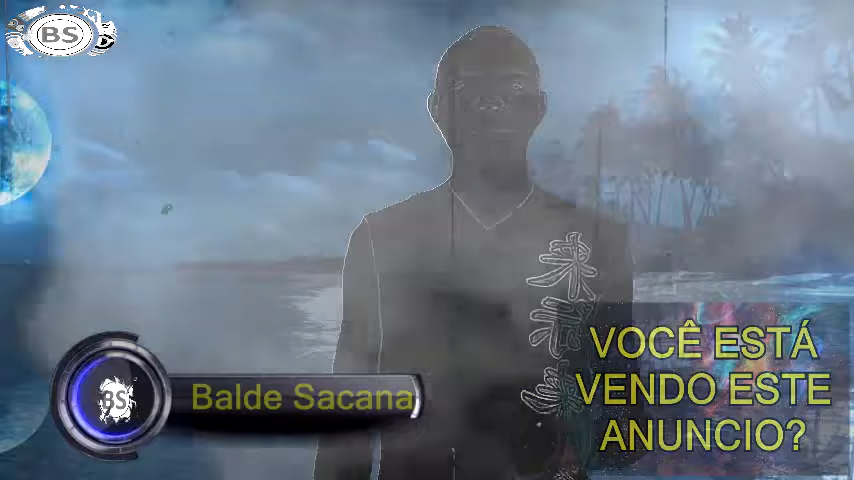 BS
BS
Balde Sacana
VOCÊ ESTÁ
VENDO ESTE
ANUNCIO?